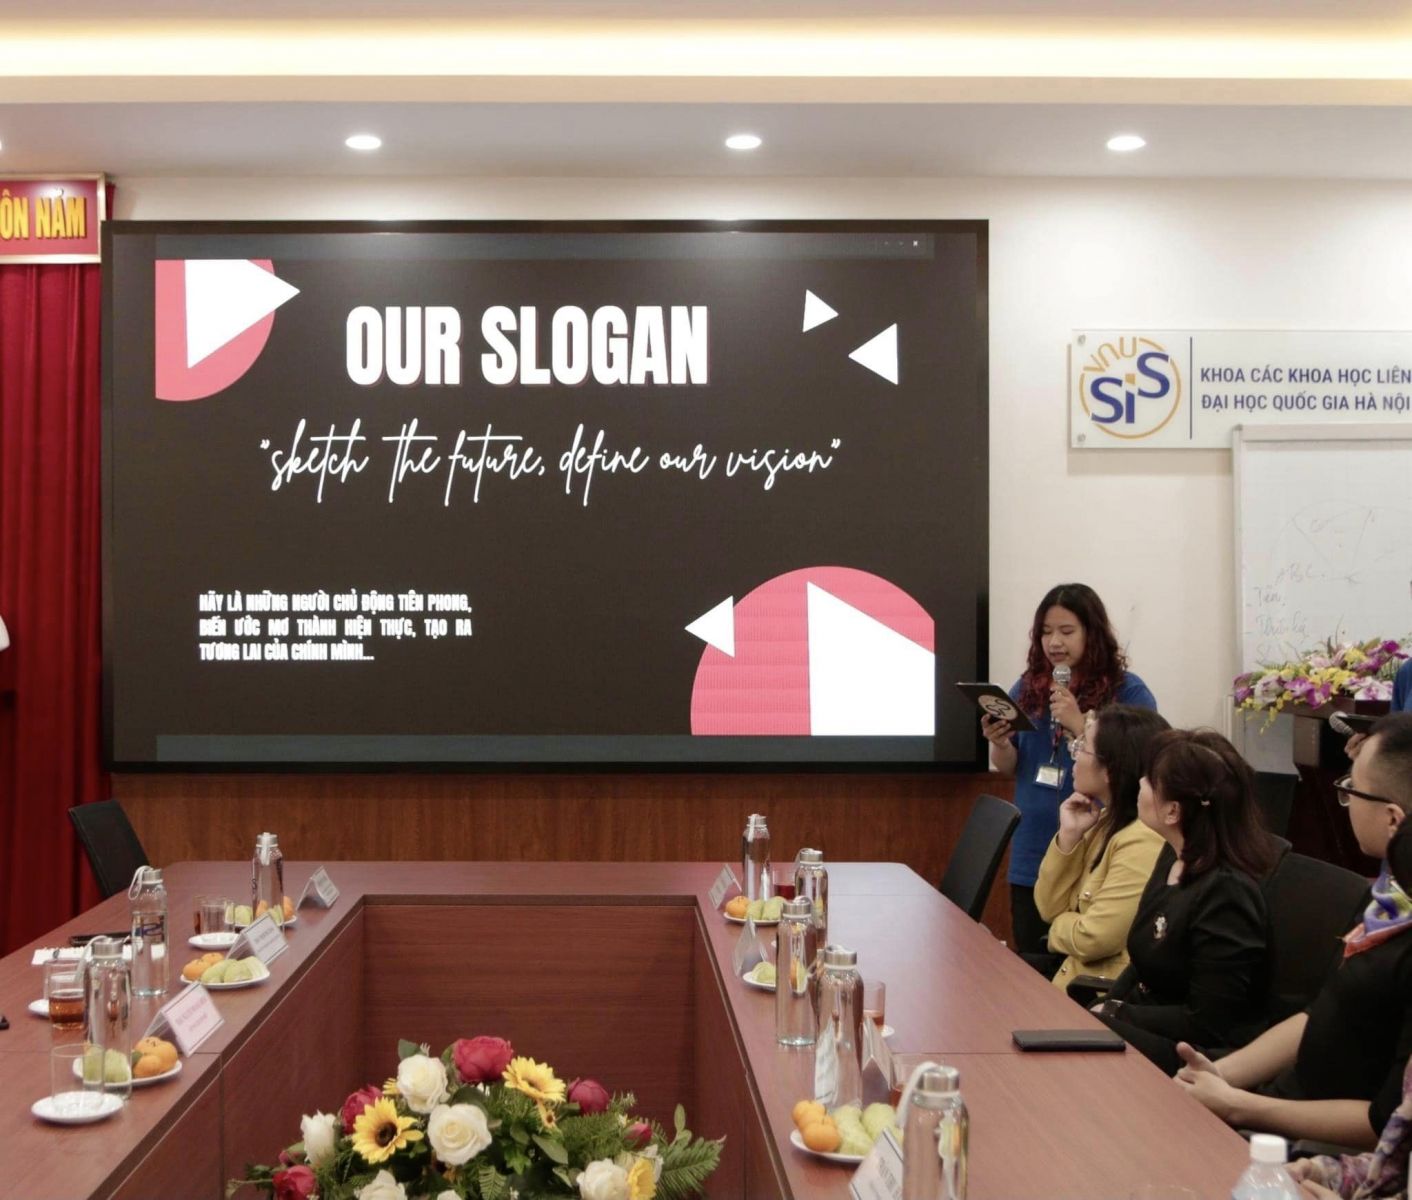 ÔN NĂM
OUR SLOGAN
"sketch the future, define our vision"
HÃY LÀ NHỮNG NGƯỜI CHỦ ĐỘNG TIÊN PHONG,
BIẾN ƯỚC MƠ THÀNH HIỆN THỰC, TẠO RA
TƯƠNG LAI CỦA CHÍNH MÌNH...
VNU
SiS
KHOA CÁC KHOA HỌC LIÊN
ĐẠI HỌC QUỐC GIA HÀ NỘI
ABC